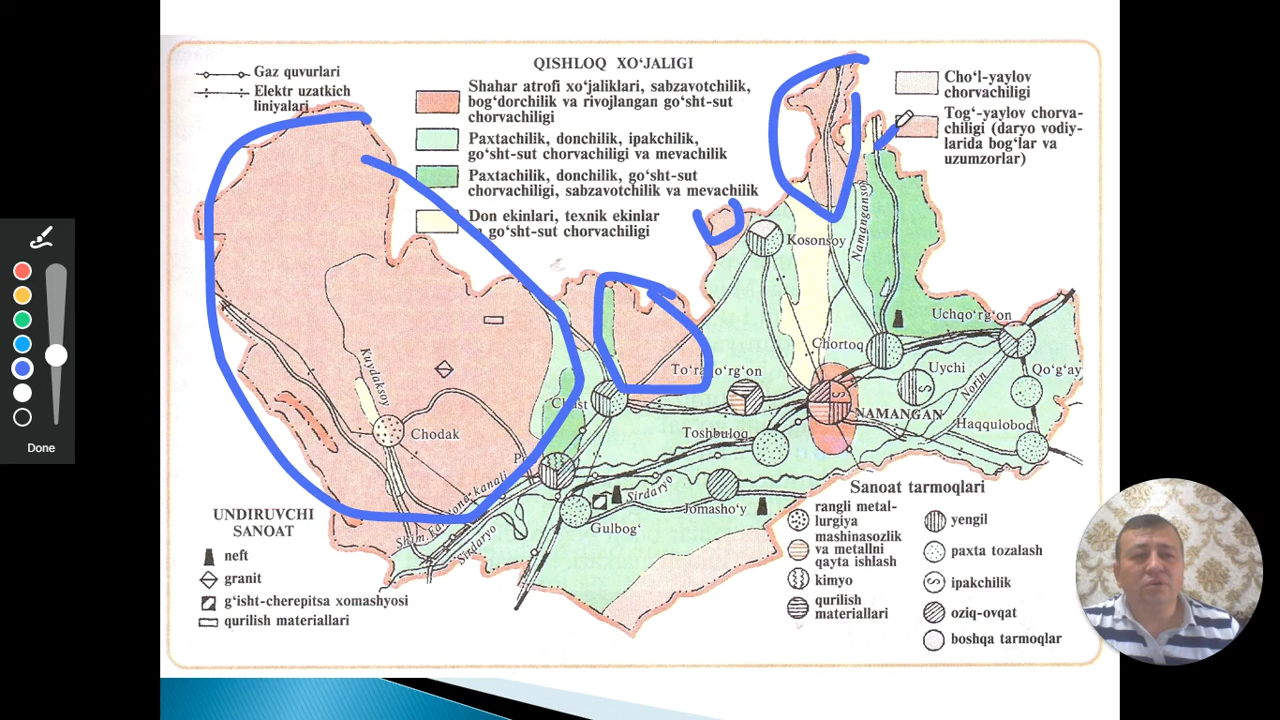 QISHLOQ XO‘JALIGI
Gaz quvurlari
Elektr uzatkich
liniyalari
Shahar atrofi xo‘jaliklari, sabzavotchilik,
bog‘dorchilik va rivojlangan go‘sht-sut
chorvachiligi
Paxtachilik, donchilik, ipakchilik,
go‘sht-sut chorvachiligi va mevachilik
Paxtachilik, donchilik, go‘sht-sut
chorvachiligi, sabzavotchilik va mevachilik
Don ekinlari, texnik ekinlar
go‘sht-sut chorvachiligi
Cho‘l-yaylov
chorvachiligi
Tog‘-yaylov chorva-
chiligi (daryo vodiy-
larida bog‘lar va
uzumzorlar)
Kosonsoy
Namangansoy
Uchqo‘rg‘on
Chortoq
Uychi
Norin
Qo‘g‘ay
Kuydaksoy
Chodak
NAMANGAN
Haqqulobod
Toshbuloq
Sirdaryo
Jomasho‘y
Gulbog‘
Sirdaryo
UNDIRUVCHI
SANOAT
neft
granit
g‘isht-cherepitsa xomashyosi
qurilish materiallari
Sanoat tarmoqlari
rangli metal-
lurgiya
mashinasozlik
va metallni
qayta ishlash
kimyo
qurilish
materiallari
yengil
paxta tozalash
ipakchilik
oziq-ovqat
boshqa tarmoqlar
Done